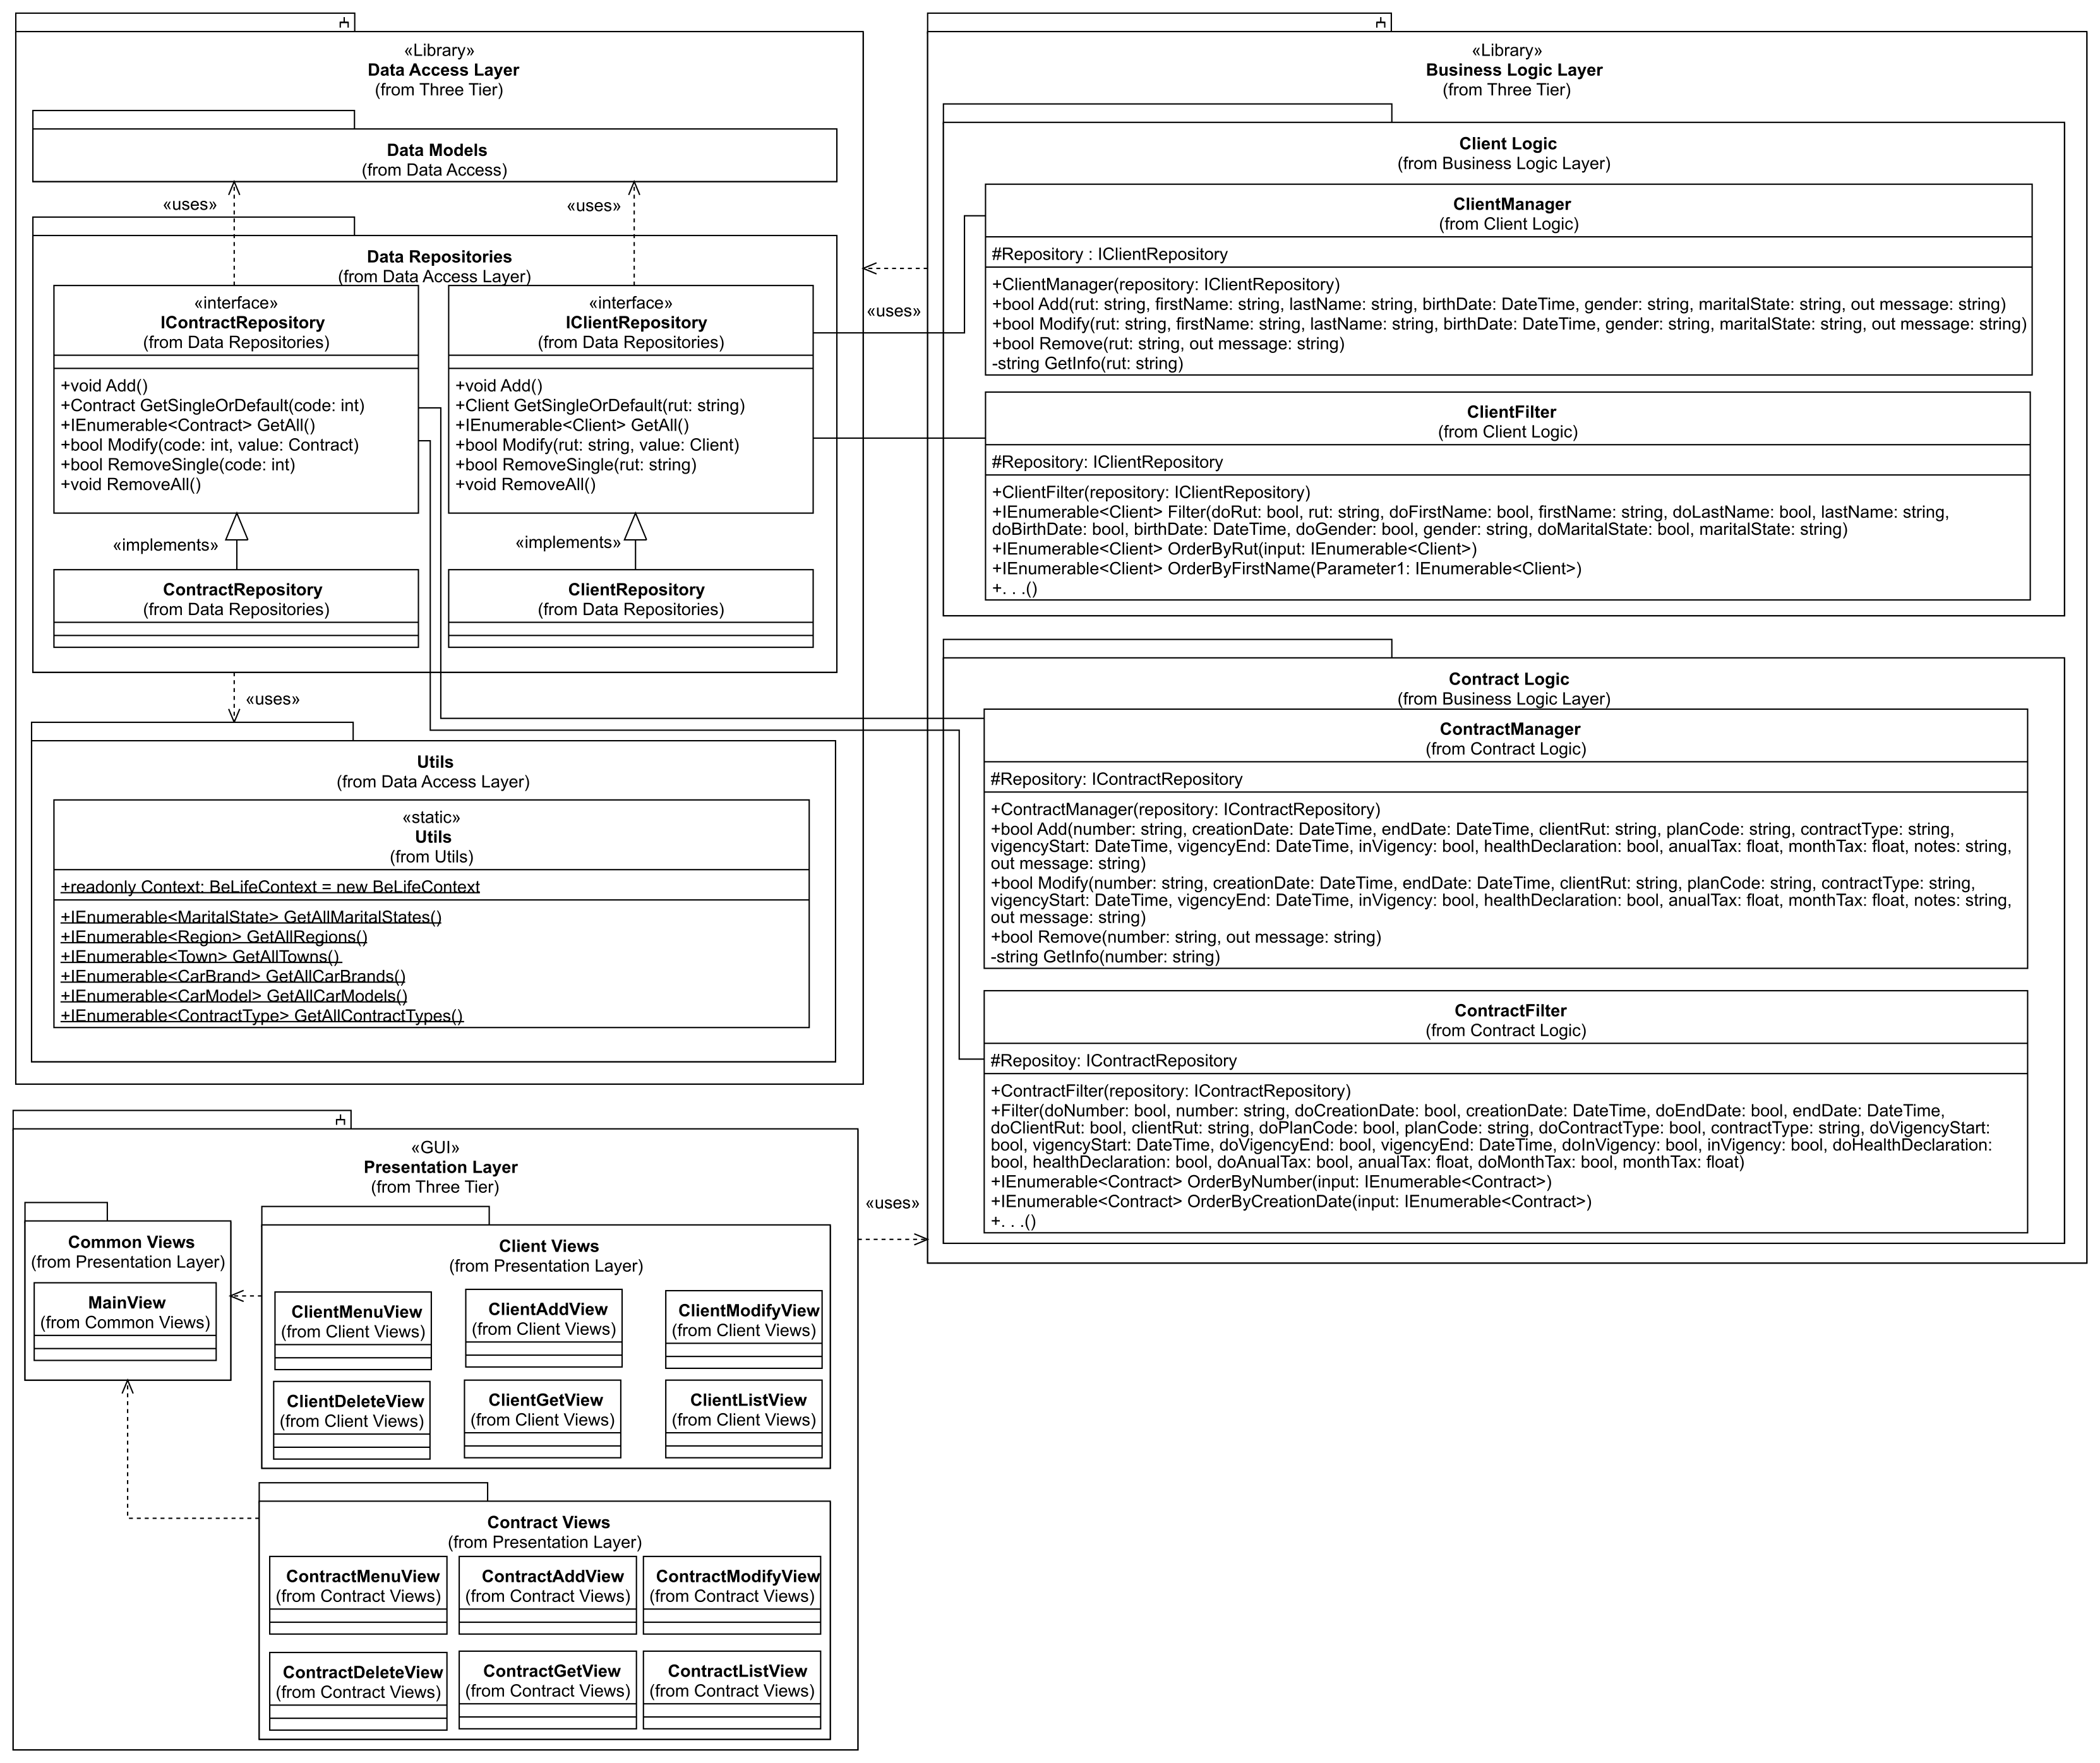 «Library»
Data Access Layer
(from Three Tier)
Data Models
(from Data Access)
«uses»
«uses»
Data Repositories
(from Data Access Layer)
«interface»
IContractRepository
(from Data Repositories)
+void Add()
+Contract GetSingleOrDefault(code: int)
+IEnumerable<Contract> GetAll()
+bool Modify(code: int, value: Contract)
+bool RemoveSingle(code: int)
+void RemoveAll()
«interface»
IClientRepository
(from Data Repositories)
+void Add()
+Client GetSingleOrDefault(rut: string)
+IEnumerable<Client> GetAll()
+bool Modify(rut: string, value: Client)
+bool RemoveSingle(rut: string)
+void RemoveAll()
«implements»
«implements»
ContractRepository
(from Data Repositories)
ClientRepository
(from Data Repositories)
«uses»
Utils
(from Data Access Layer)
«static»
Utils
(from Utils)
+readonly Context: BeLifeContext = new BeLifeContext
+IEnumerable<MaritalState> GetAllMaritalStates()
+IEnumerable<Region> GetAllRegions()
+IEnumerable<Town> GetAllTowns()
+IEnumerable<CarBrand> GetAllCarBrands()
+IEnumerable<CarModel> GetAllCarModels()
+IEnumerable<ContractType> GetAllContractTypes()
«uses»
«Library»
Business Logic Layer
(from Three Tier)
Client Logic
(from Business Logic Layer)
ClientManager
(from Client Logic)
#Repository : IClientRepository
+ClientManager(repository: IClientRepository)
+bool Add(rut: string, firstName: string, lastName: string, birthDate: DateTime, gender: string, maritalState: string, out message: string)
+bool Modify(rut: string, firstName: string, lastName: string, birthDate: DateTime, gender: string, maritalState: string, out message: string)
+bool Remove(rut: string, out message: string)
-string GetInfo(rut: string)
ClientFilter
(from Client Logic)
#Repository: IClientRepository
+ClientFilter(repository: IClientRepository)
+IEnumerable<Client> Filter(doRut: bool, rut: string, doFirstName: bool, firstName: string, doLastName: bool, lastName: string,
doBirthDate: bool, birthDate: DateTime, doGender: bool, gender: string, doMaritalState: bool, maritalState: string)
+IEnumerable<Client> OrderByRut(input: IEnumerable<Client>)
+IEnumerable<Client> OrderByFirstName(Parameter1: IEnumerable<Client>)
+. . .()
Contract Logic
(from Business Logic Layer)
ContractManager
(from Contract Logic)
#Repository: IContractRepository
+ContractManager(repository: IContractRepository)
+bool Add(number: string, creationDate: DateTime, endDate: DateTime, clientRut: string, planCode: string, contractType: string,
vigencyStart: DateTime, vigencyEnd: DateTime, inVigency: bool, healthDeclaration: bool, anualTax: float, monthTax: float, notes: string,
out message: string)
+bool Modify(number: string, creationDate: DateTime, endDate: DateTime, clientRut: string, planCode: string, contractType: string,
vigencyStart: DateTime, vigencyEnd: DateTime, inVigency: bool, healthDeclaration: bool, anualTax: float, monthTax: float, notes: string,
out message: string)
+bool Remove(number: string, out message: string)
-string GetInfo(number: string)
ContractFilter
(from Contract Logic)
#Repositoy: IContractRepository
+ContractFilter(repository: IContractRepository)
+Filter(doNumber: bool, number: string, doCreationDate: bool, creationDate: DateTime, doEndDate: bool, endDate: DateTime,
doClientRut: bool, clientRut: string, doPlanCode: bool, planCode: string, doContractType: bool, contractType: string, doVigencyStart:
bool, vigencyStart: DateTime, doVigencyEnd: bool, vigencyEnd: DateTime, doInVigency: bool, inVigency: bool, doHealthDeclaration:
bool, healthDeclaration: bool, doAnualTax: bool, anualTax: float, doMonthTax: bool, monthTax: float)
+IEnumerable<Contract> OrderByNumber(input: IEnumerable<Contract>)
+IEnumerable<Contract> OrderByCreationDate(input: IEnumerable<Contract>)
+. . .()
«uses»
«GUI»
Presentation Layer
(from Three Tier)
Common Views
(from Presentation Layer)
MainView
(from Common Views)
Client Views
(from Presentation Layer)
ClientMenuView
(from Client Views)
ClientAddView
(from Client Views)
ClientModifyView
(from Client Views)
ClientDeleteView
(from Client Views)
ClientGetView
(from Client Views)
ClientListView
(from Client Views)
Contract Views
(from Presentation Layer)
ContractMenuView
(from Contract Views)
ContractAddView
(from Contract Views)
ContractModifyView
(from Contract Views)
ContractDeleteView
(from Contract Views)
ContractGetView
(from Contract Views)
ContractListView
(from Contract Views)